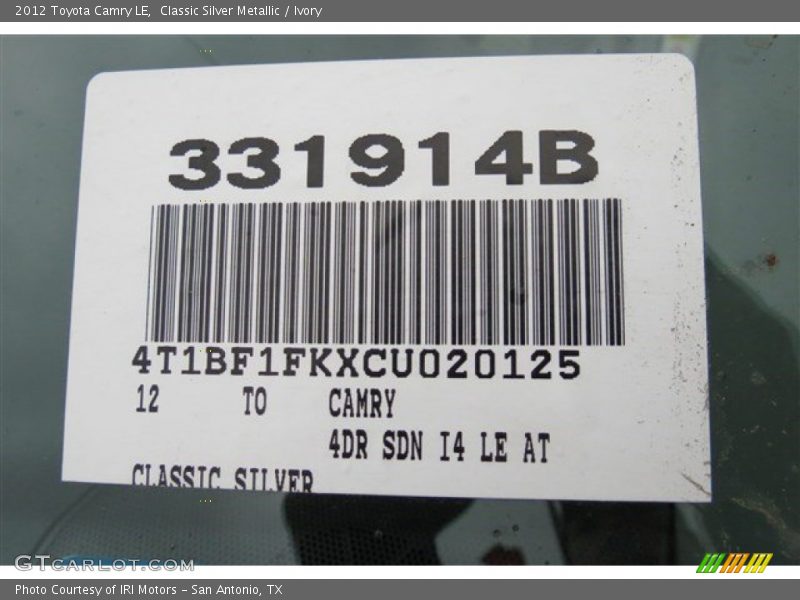 2012 Toyota Camry LE,  Classic Silver Metallic / Ivory
331914B
4T1BF1FKXCU020125
12 TO CAMRY
4DR SDN I4 LE AT
CLASSIC SILVER
GTCARLOT.COM
Photo Courtesy of IRI Motors - San Antonio, TX